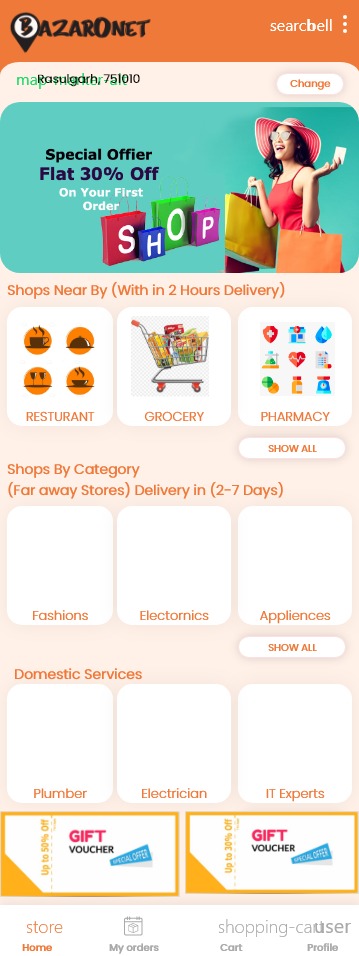 BAZARONET
search
bell
map-marker-alt
Rasulgarh, 751010
Change
Special Offier
Flat 30% Off
On Your First
Order
SHOP
Shops Near By (With in 2 Hours Delivery)
RESTURANT
GROCERY
PHARMACY
SHOW ALL
Shops By Category
(Far away Stores) Delivery in (2-7 Days)
Fashions
Electornics
Appliences
SHOW ALL
Domestic Services
Plumber
Electrician
IT Experts
Up to 50% Off
GIFT
VOUCHER
SPECIAL OFFER
Up to 30% Off
GIFT
VOUCHER
SPECIAL OFFER
store
shopping-cart
user
Home
My orders
Cart
Profile